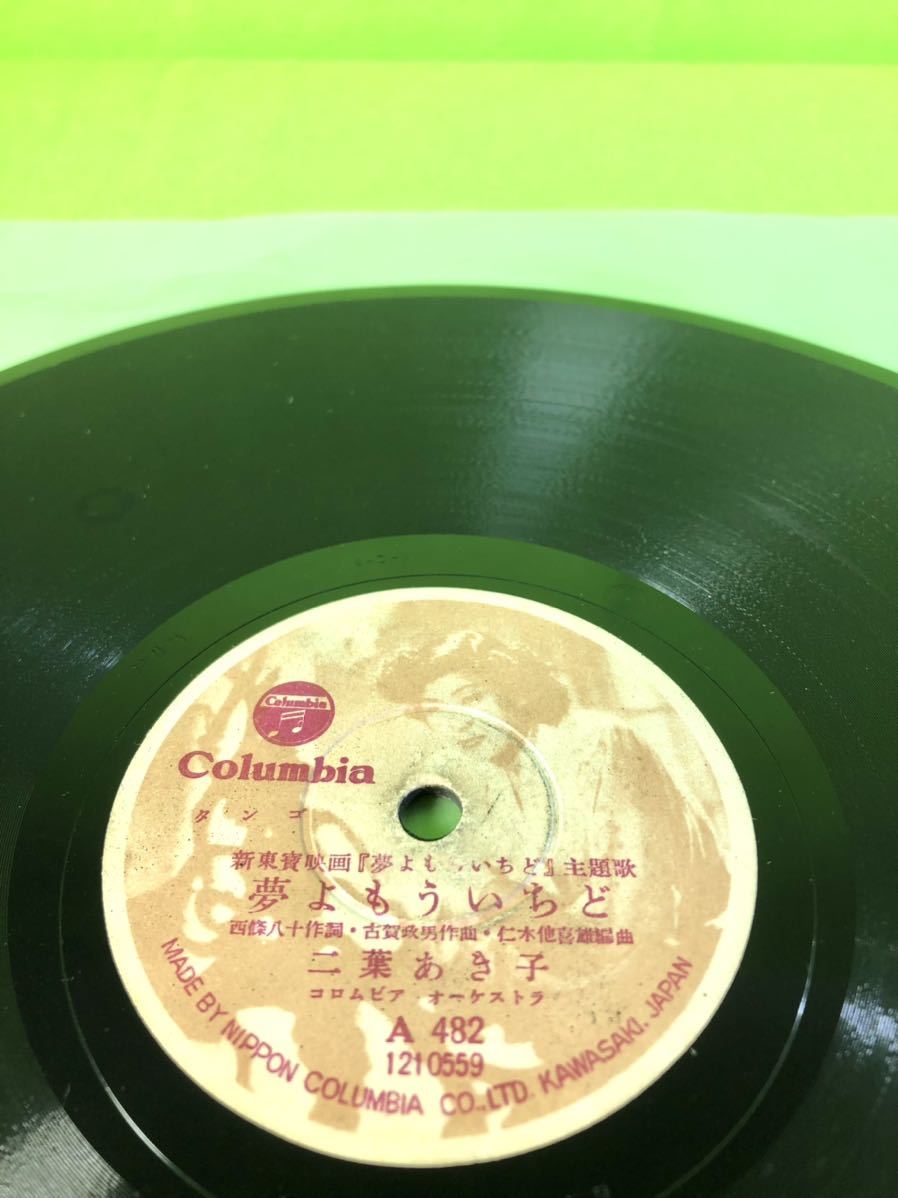 Columbia
Columbia
タンゴ
新東寶映画『夢よもういちど』主題歌
夢よもういちど
西條八十作詞・古賀政男作曲・仁木他喜雄編曲
二葉あき子
コロムビア オーケストラ
A 482
1210559
MADE BY NIPPON COLUMBIA CO.,LTD. KAWASAKI, JAPAN